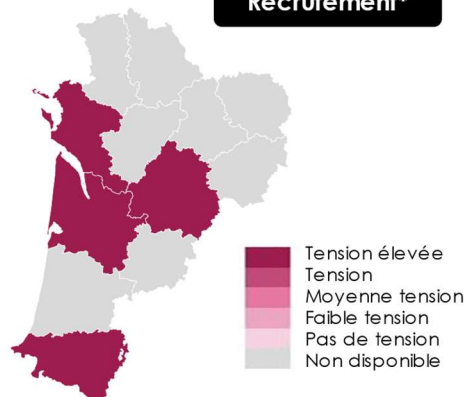 Recrutement*
Tension élevée
Tension
Moyenne tension
Faible tension
Pas de tension
Non disponible